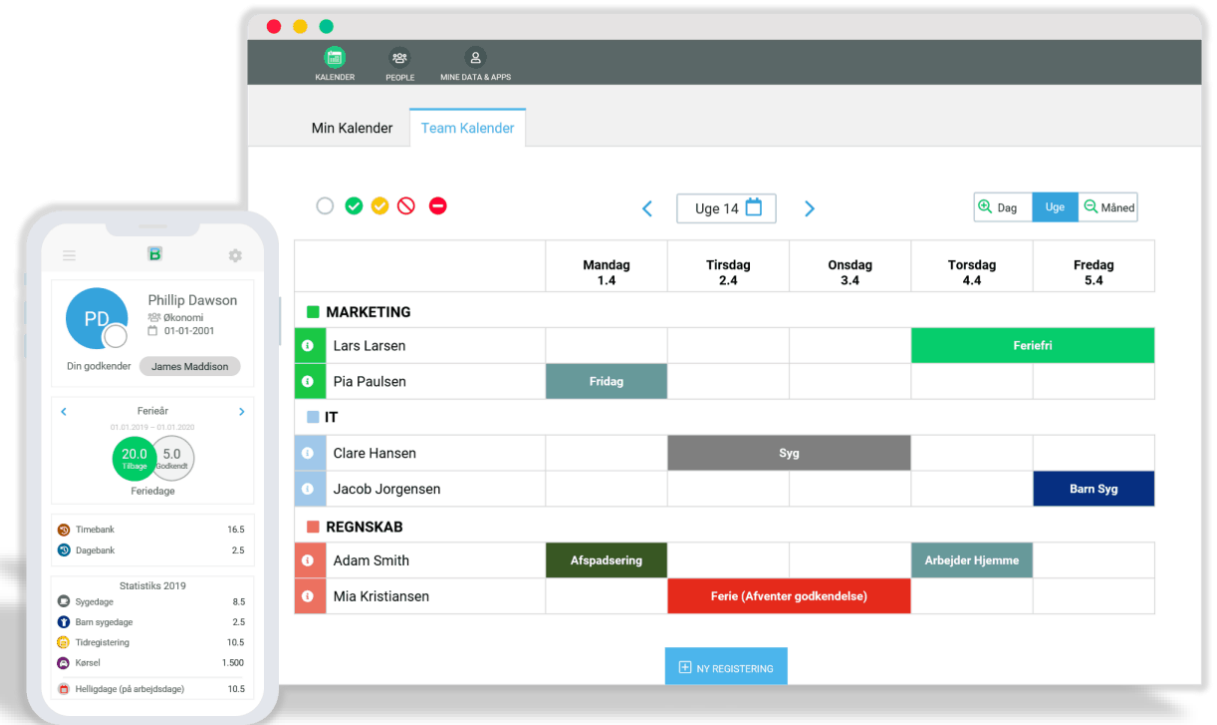 KALENDER PEOPLE MINE DATA & APPS
Min Kalender Team Kalender
Uge 14
Dag Uge Måned
Mandag Tirsdag Onsdag Torsdag Fredag
1.4 2.4 3.4 4.4 5.4
MARKETING
Lars Larsen Feriefri
Pia Paulsen Fridag
IT
Clare Hansen Syg
Jacob Jorgensen Barn Syg
REGNSKAB
Adam Smith Afspadsering Arbejder Hjemme
Mia Kristiansen Ferie (Afventer godkendelse)
NY REGISTERING
B
PD
Phillip Dawson
Økonomi
01-01-2001
Din godkender James Maddison
Ferieår
01.01.2019 – 01.01.2020
20.0 5.0
Tilbage Godkendt
Feriedage
Timebank 16.5
Dagebank 2.5
Statistiks 2019
Sygedage 8.5
Barn sygedage 2.5
Tidregistering 10.5
Kørsel 1.500
Helligdage (på arbejdsdage) 10.5